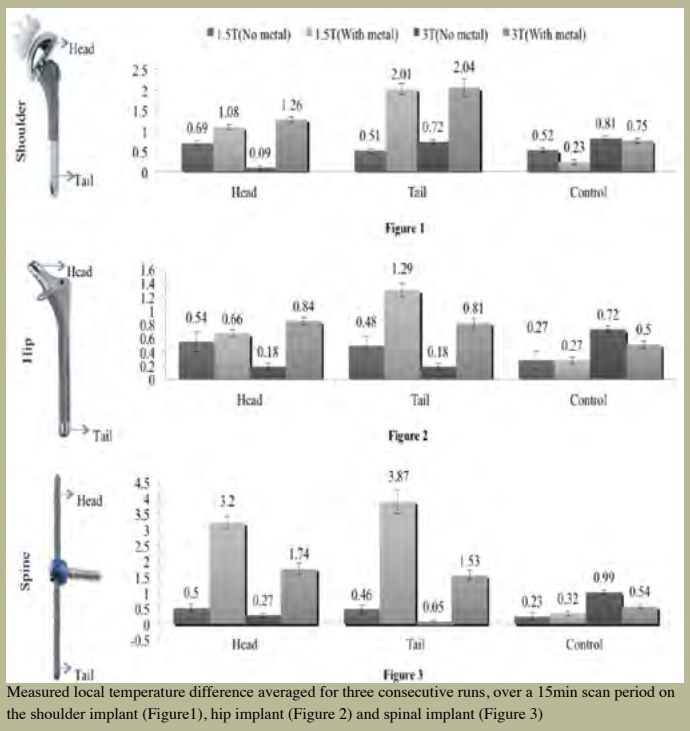 1.5T(No metal) 1.5T(With metal) 3T(No metal) 3T(With metal)
Shoulder
Head
Tail
2.5
2
1.5
1
0.5
0
0.69 1.08 0.09 1.26
0.51 2.01 0.72 2.04
0.52 0.23 0.81 0.75
Head Tail Control
Figure 1
Hip
Head
Tail
1.6
1.4
1.2
1
0.8
0.6
0.4
0.2
0
0.54 0.66 0.18 0.84
0.48 1.29 0.18 0.81
0.27 0.27 0.72 0.5
Head Tail Control
Figure 2
Spine
Head
Tail
4.5
4
3.5
3
2.5
2
1.5
1
0.5
0
-0.5
0.5 3.2 0.27 1.74
0.46 3.87 0.05 1.53
0.23 0.32 0.99 0.54
Head Tail Control
Figure 3
Measured local temperature difference averaged for three consecutive runs, over a 15min scan period on
the shoulder implant (Figure1), hip implant (Figure 2) and spinal implant (Figure 3)